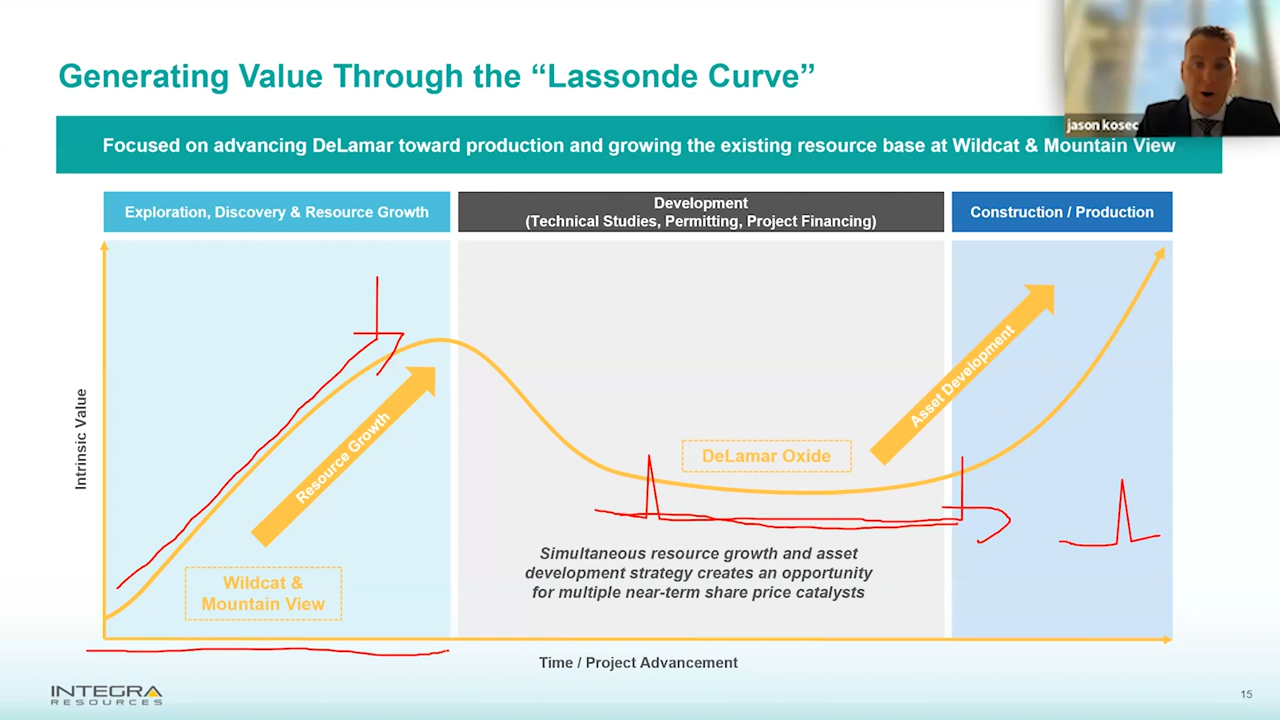 Generating Value Through the “Lassonde Curve”
jason kosec
Focused on advancing DeLamar toward production and growing the existing resource base at Wildcat & Mountain View
Exploration, Discovery & Resource Growth
Development
(Technical Studies, Permitting, Project Financing)
Construction / Production
Intrinsic Value
Resource Growth
Asset Development
DeLamar Oxide
Wildcat &
Mountain View
Simultaneous resource growth and asset
development strategy creates an opportunity
for multiple near-term share price catalysts
Time / Project Advancement
INTEGRA
RESOURCES
15